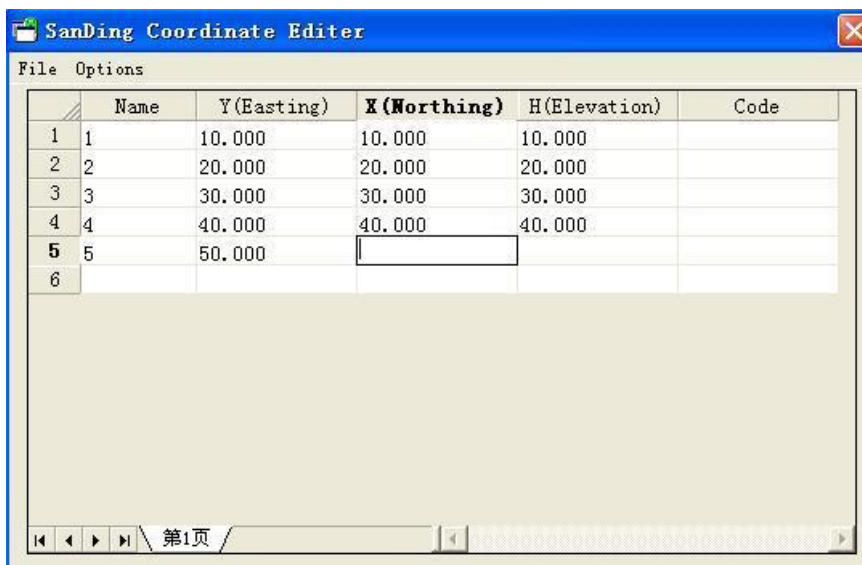 SanDing Coordinate Editer
File Options
Name Y(Easting) X(Northing) H(Elevation) Code
1 1 10.000 10.000 10.000
2 2 20.000 20.000 20.000
3 3 30.000 30.000 30.000
4 4 40.000 40.000 40.000
5 5 50.000
6
第1页